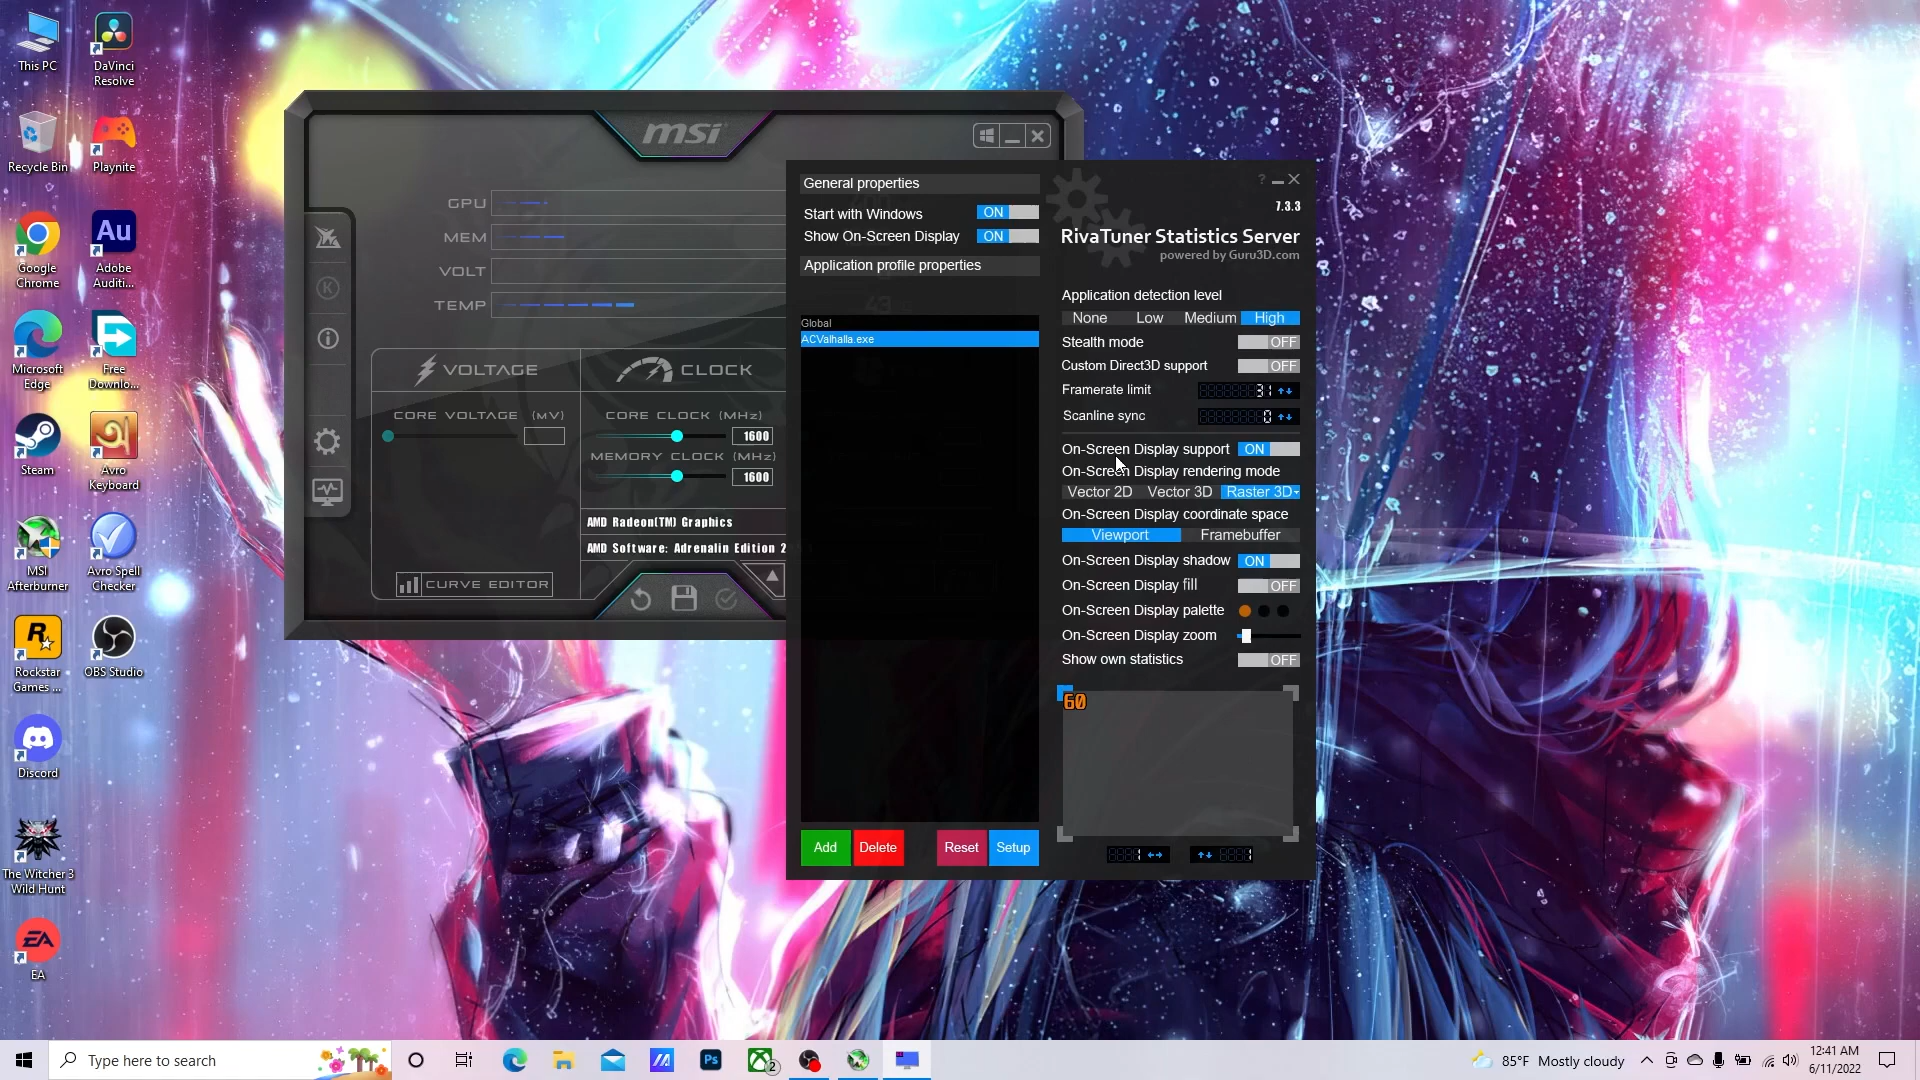 This PC
DaVinci
Resolve
Recycle Bin
Playnite
Google
Chrome
Au
Adobe
Auditi...
Microsoft
Edge
Free
Downlo...
Steam
অ
Avro
Keyboard
MSI
Afterburner
Avro Spell
Checker
R
Rockstar
Games ...
OBS Studio
Discord
The Witcher 3
Wild Hunt
EA
EA
msi
GPU
MEM
VOLT
TEMP
K
VOLTAGE
CLOCK
CORE VOLTAGE (MV)
CORE CLOCK (MHz)
1600
MEMORY CLOCK (MHz)
1600
AMD Radeon(TM) Graphics
AMD Software: Adrenalin Edition 2
CURVE EDITOR
General properties
Start with Windows ON
Show On-Screen Display ON
Application profile properties
Global
ACValhalla.exe
Add Delete Reset Setup
?
7.3.3
RivaTuner Statistics Server
powered by Guru3D.com
Application detection level
None Low Medium High
Stealth mode OFF
Custom Direct3D support OFF
Framerate limit 31
Scanline sync 0
On-Screen Display support ON
On-Screen Display rendering mode
Vector 2D Vector 3D Raster 3D
On-Screen Display coordinate space
Viewport Framebuffer
On-Screen Display shadow ON
On-Screen Display fill OFF
On-Screen Display palette
On-Screen Display zoom
Show own statistics OFF
60
1 1
Type here to search
Ps
2
85°F Mostly cloudy
12:41 AM
6/11/2022